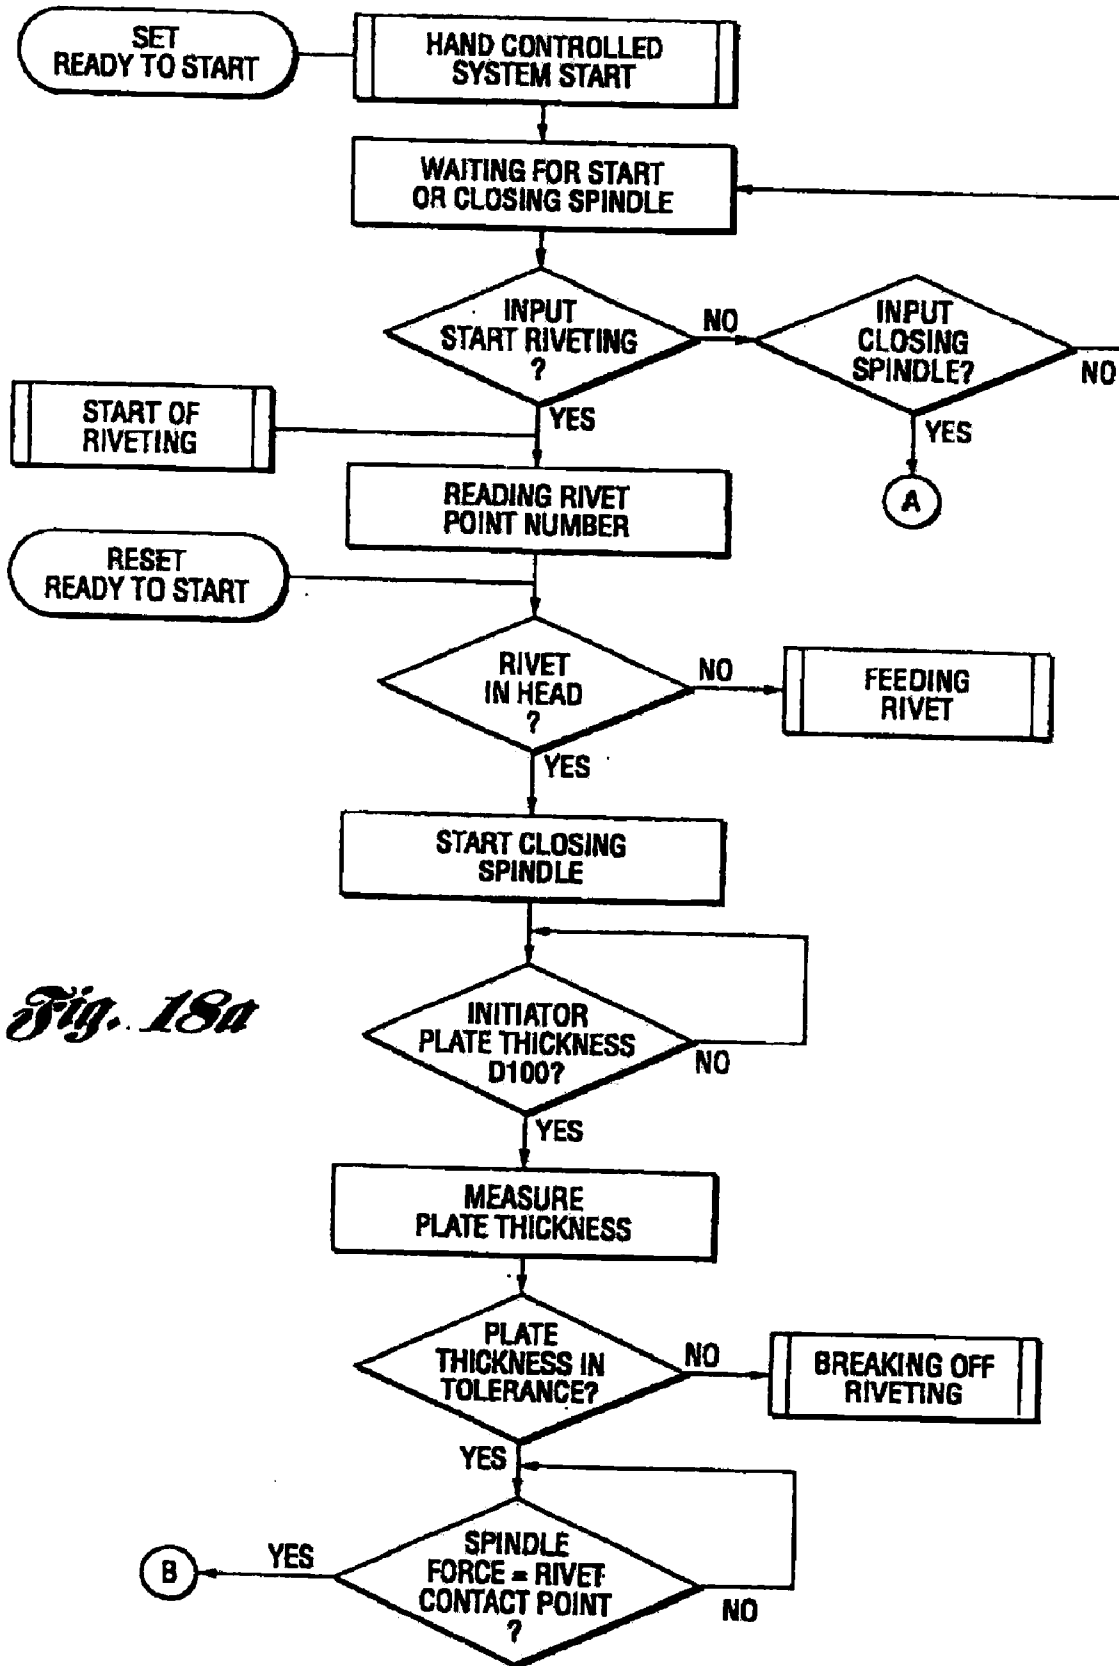 SET
READY TO START
HAND CONTROLLED
SYSTEM START
WAITING FOR START
OR CLOSING SPINDLE
INPUT
START RIVETING
?
NO
INPUT
CLOSING
SPINDLE?
NO
YES
YES
A
START OF
RIVETING
READING RIVET
POINT NUMBER
RESET
READY TO START
RIVET
IN HEAD
?
NO
FEEDING
RIVET
YES
START CLOSING
SPINDLE
Fig. 18a
INITIATOR
PLATE THICKNESS
D100?
NO
YES
MEASURE
PLATE THICKNESS
PLATE
THICKNESS IN
TOLERANCE?
NO
BREAKING OFF
RIVETING
YES
SPINDLE
FORCE = RIVET
CONTACT POINT
?
YES
B
NO